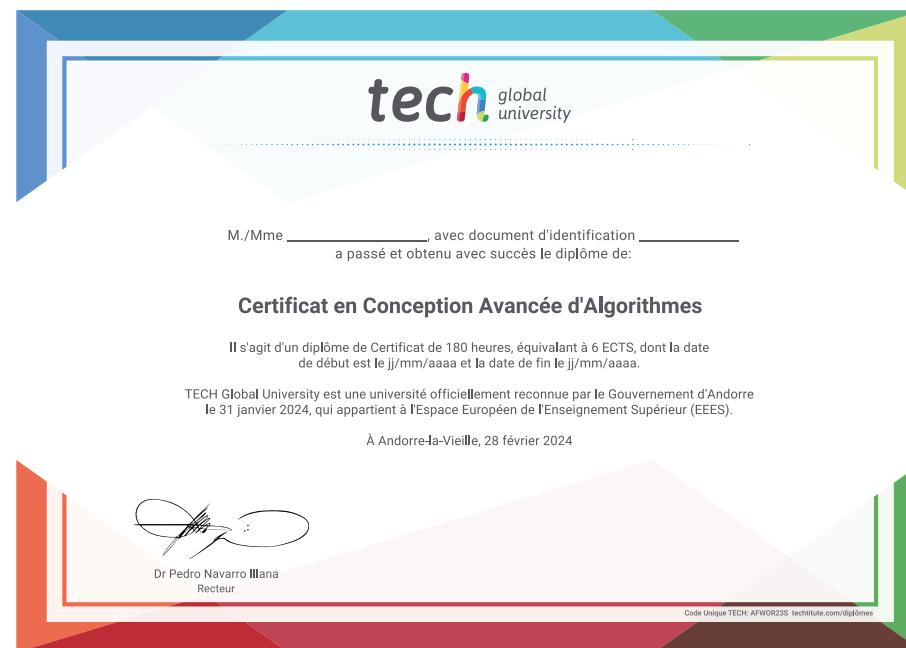 tech global
university
M./Mme ____________, avec document d'identification ____________
a passé et obtenu avec succès le diplôme de:
Certificat en Conception Avancée d'Algorithmes
Il s'agit d'un diplôme de Certificat de 180 heures, équivalant à 6 ECTS, dont la date
de début est le jj/mm/aaaa et la date de fin le jj/mm/aaaa.
TECH Global University est une université officiellement reconnue par le Gouvernement d'Andorre
le 31 janvier 2024, qui appartient à l'Espace Européen de l'Enseignement Supérieur (EEES).
À Andorre-la-Vieille, 28 février 2024
Dr Pedro Navarro Illana
Recteur
Code Unique TECH: AFWOR23S techtitute.com/diplômes